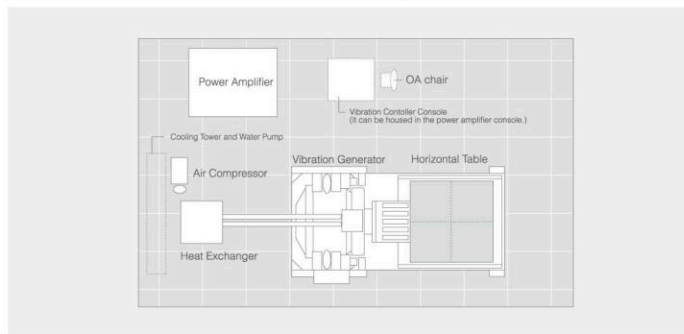 Power Amplifier
OA chair
Vibration Contoller Console
(It can be housed in the power amplifier console.)
Cooling Tower and Water Pump
Vibration Generator
Horizontal Table
Air Compressor
Heat Exchanger